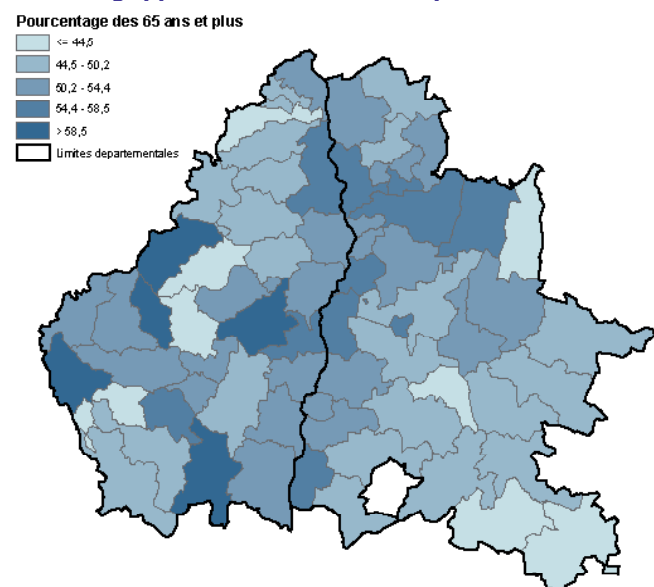 Pourcentage des 65 ans et plus
<= 44,5
44,5 - 50,2
50,2 - 54,4
54,4 - 58,5
> 58,5
Limites departementales